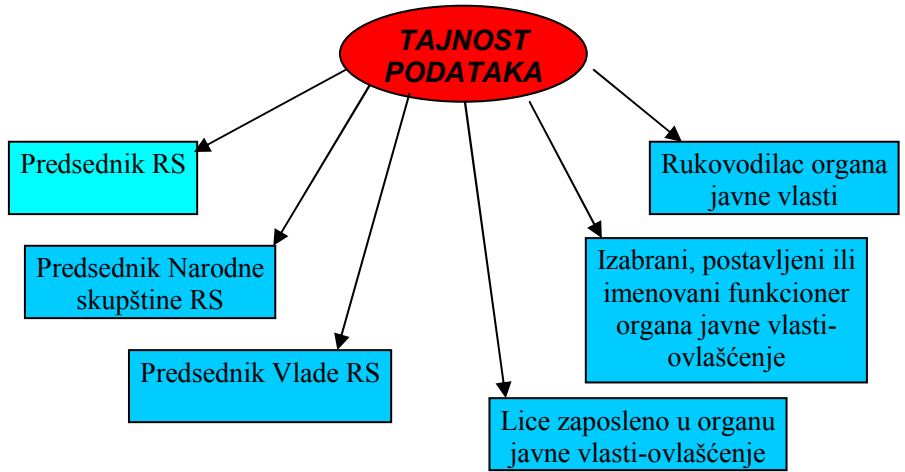 TAJNOST
PODATAKA
Predsednik RS
Predsednik Narodne
skupštine RS
Predsednik Vlade RS
Lice zaposleno u organu
javne vlasti-ovlašćenje
Izabrani, postavljeni ili
imenovani funkcioner
organa javne vlasti-
ovlašćenje
Rukovodilac organa
javne vlasti